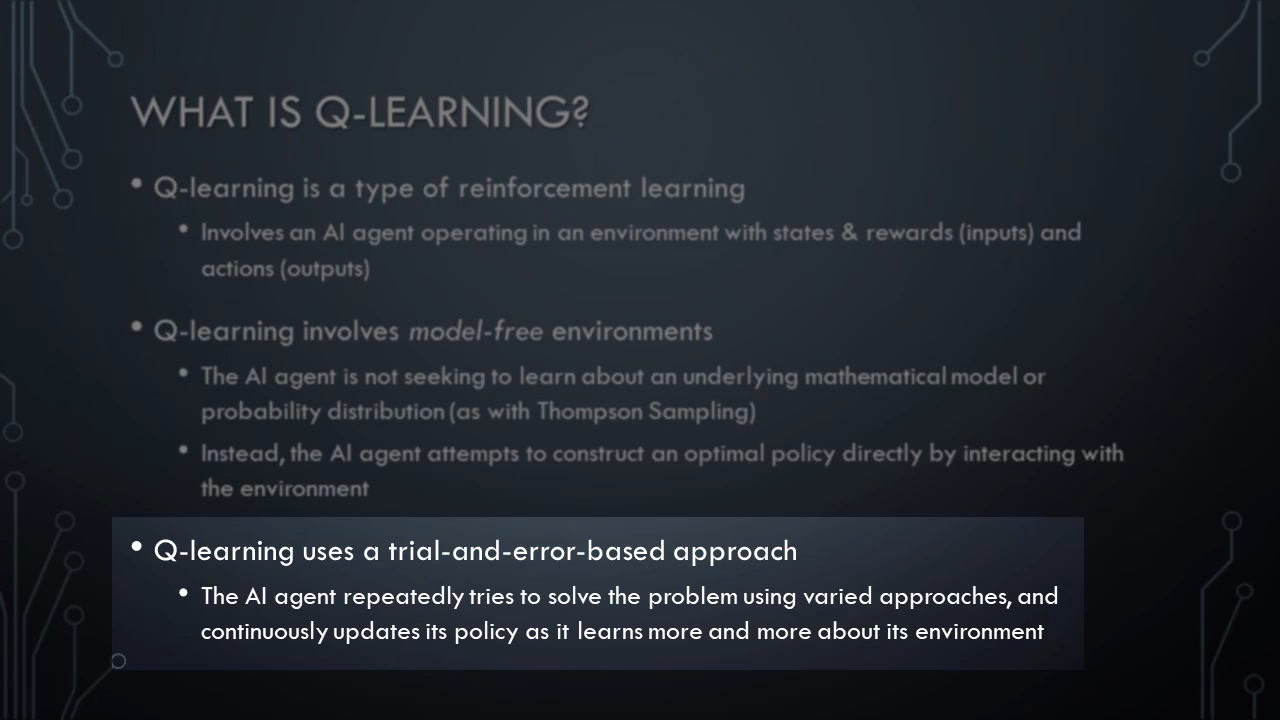 WHAT IS Q-LEARNING?
• Q-learning is a type of reinforcement learning
• Involves an AI agent operating in an environment with states & rewards (inputs) and
actions (outputs)
• Q-learning involves model-free environments
• The AI agent is not seeking to learn about an underlying mathematical model or
probability distribution (as with Thompson Sampling)
• Instead, the AI agent attempts to construct an optimal policy directly by interacting with
the environment
• Q-learning uses a trial-and-error-based approach
• The AI agent repeatedly tries to solve the problem using varied approaches, and
continuously updates its policy as it learns more and more about its environment